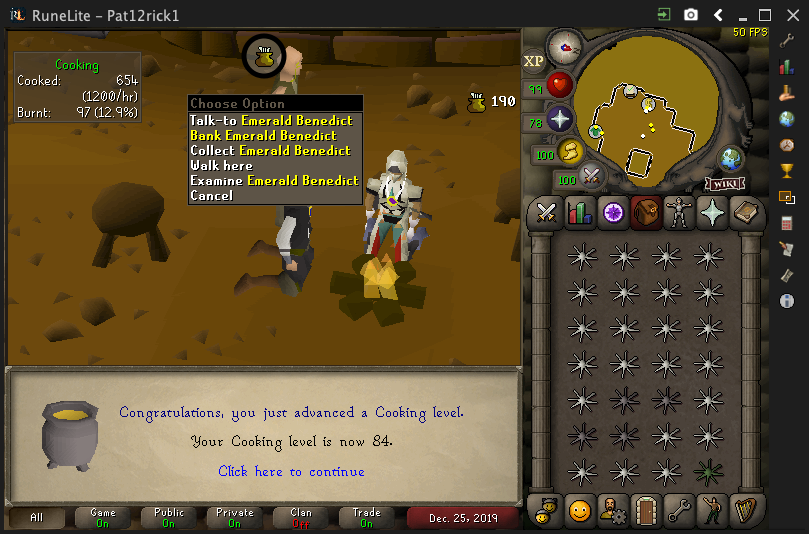 RuneLite - Pat12rick1
50 FPS
Cooking
Cooked: 654
(1200/hr)
Burnt: 97 (12.9%)
190
Choose Option
Talk-to Emerald Benedict
Bank Emerald Benedict
Collect Emerald Benedict
Walk here
Examine Emerald Benedict
Cancel
XP
99
78
100
100
WIKI
Congratulations, you just advanced a Cooking level.
Your Cooking level is now 84.
Click here to continue
All
Game
On
Public
On
Private
On
Clan
Off
Trade
On
Dec. 25, 2019